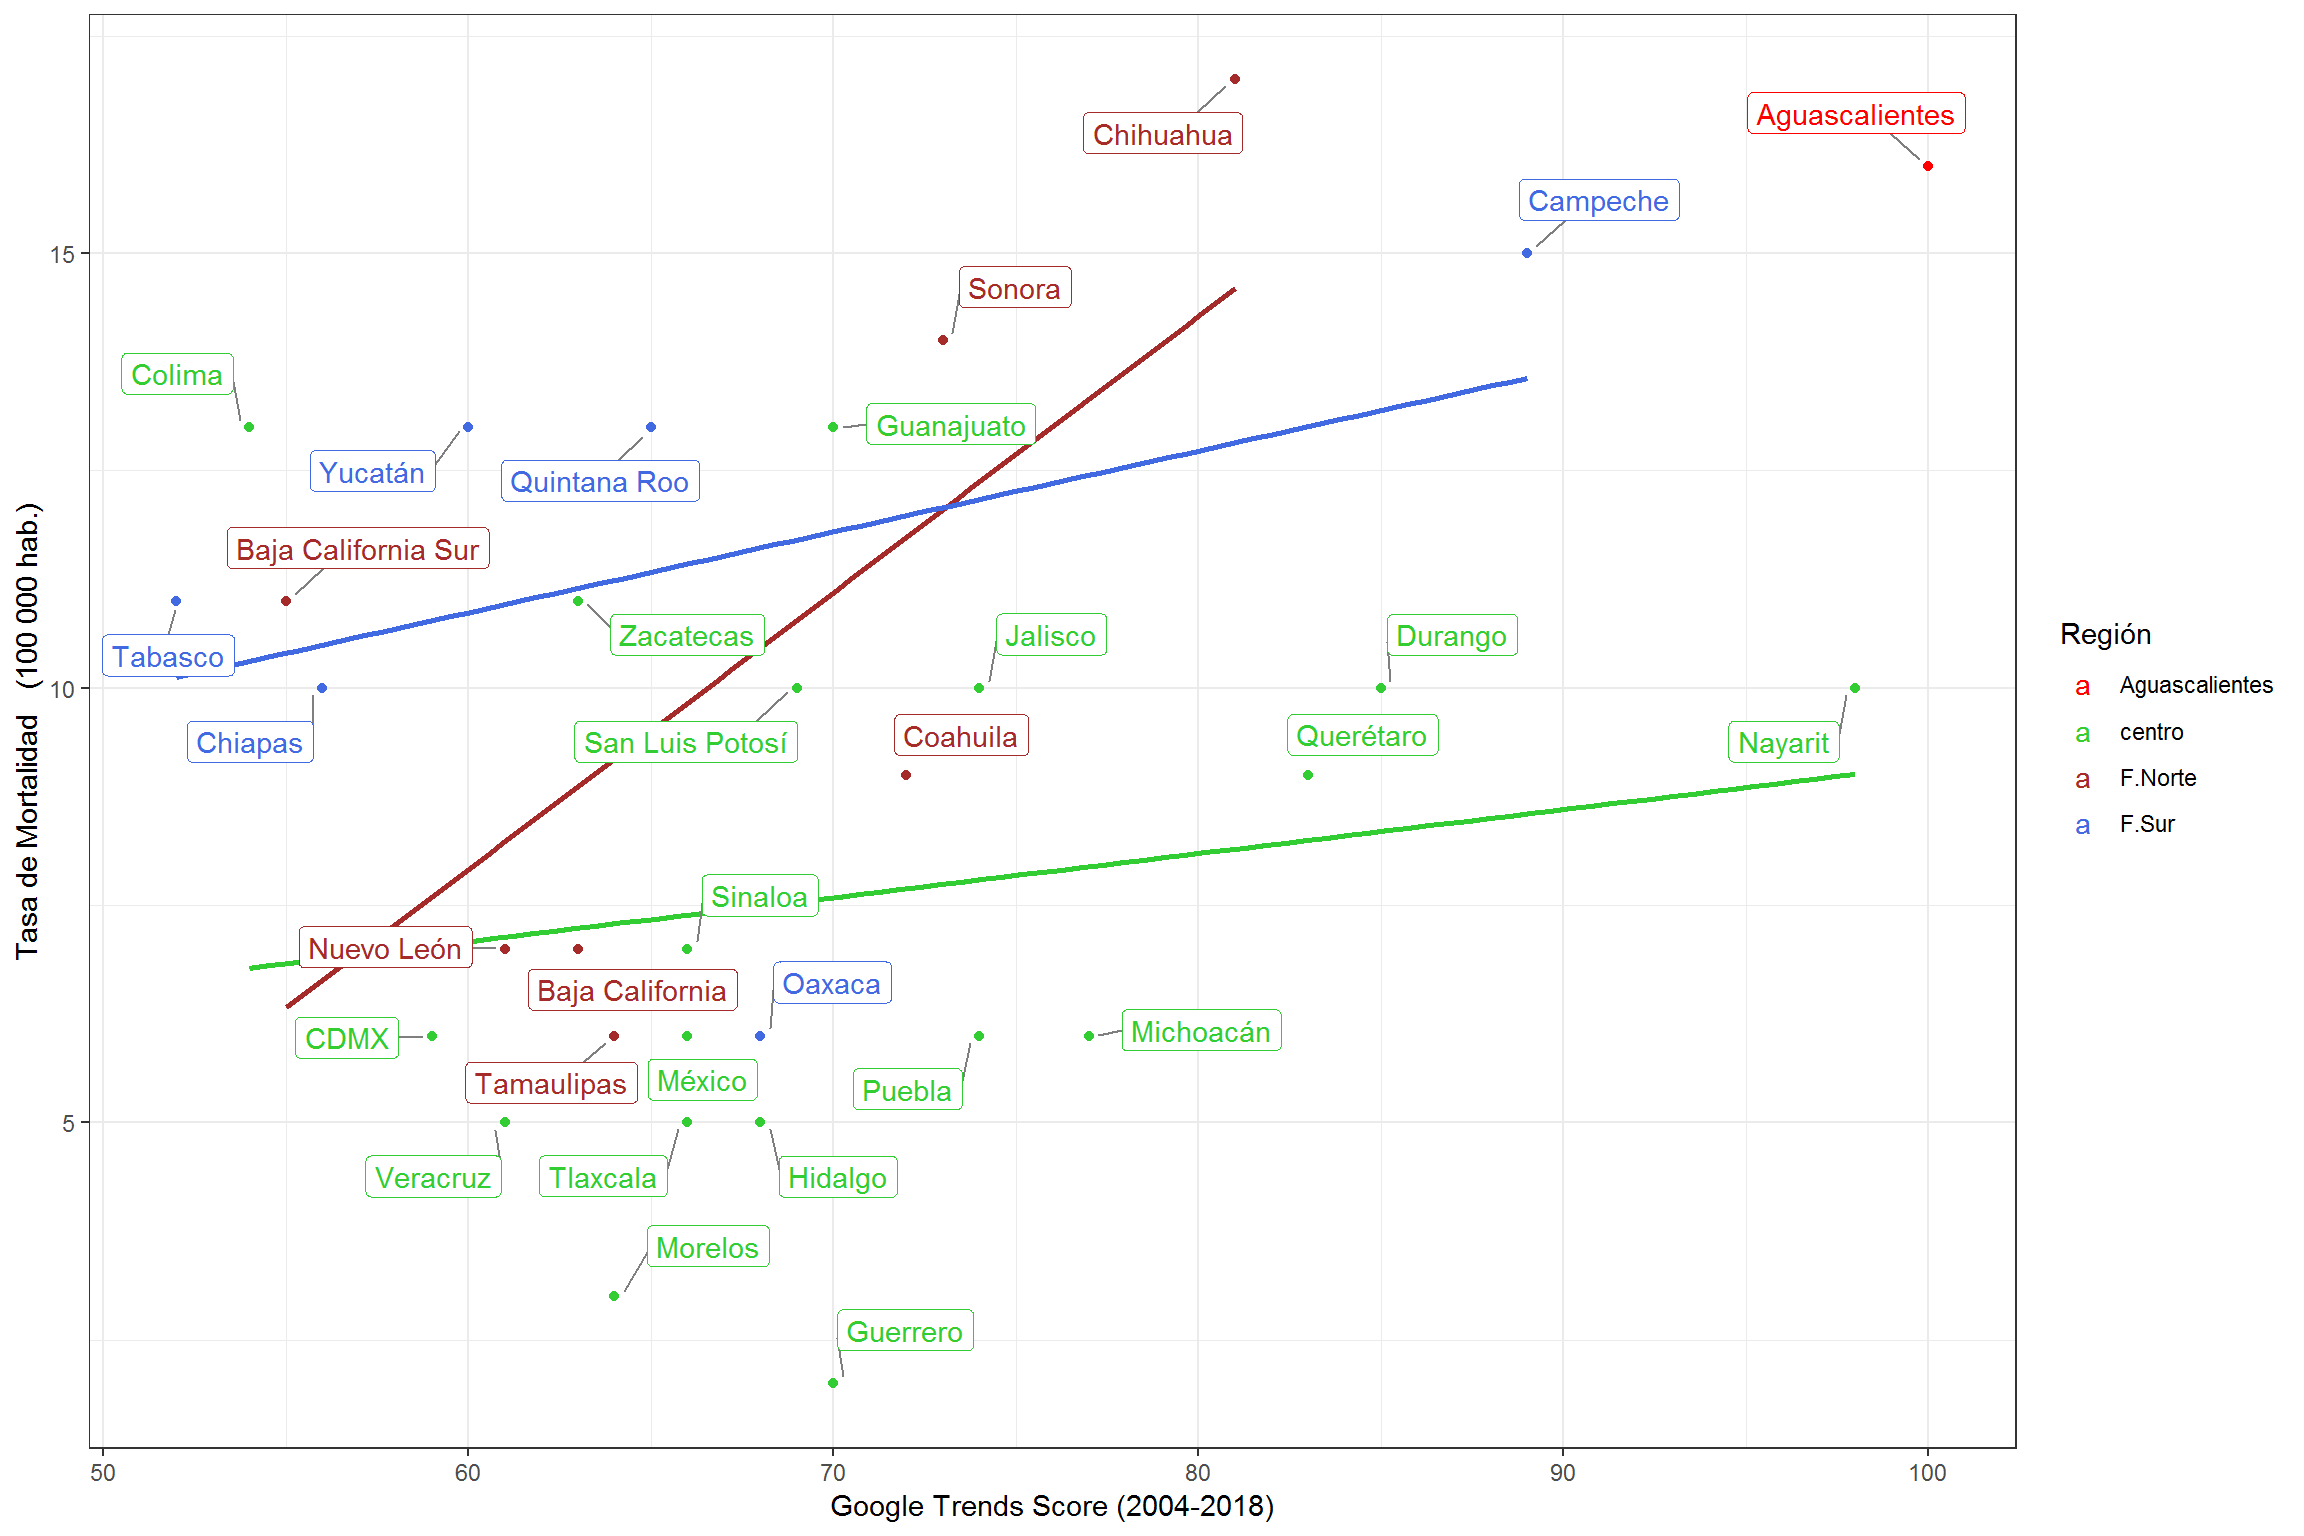 Chihuahua
Aguascalientes
Campeche
15
Sonora
Colima
Guanajuato
Yucatán
Quintana Roo
Baja California Sur
Zacatecas
Jalisco
Durango
Tabasco
10
Chiapas
San Luis Potosí
Coahuila
Querétaro
Nayarit
Sinaloa
Nuevo León
Oaxaca
Baja California
CDMX
Michoacán
Tamaulipas
México
Puebla
5
Veracruz
Tlaxcala
Hidalgo
Morelos
Guerrero
Tasa de Mortalidad (100 000 hab.)
50
60
70
80
90
100
Google Trends Score (2004-2018)
Región
a Aguascalientes
a centro
a F.Norte
a F.Sur